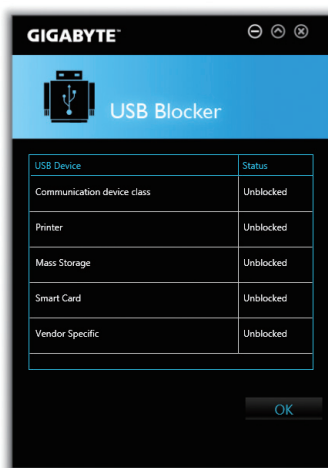 GIGABYTE™
USB Blocker
USB Device Status
Communication device class Unblocked
Printer Unblocked
Mass Storage Unblocked
Smart Card Unblocked
Vendor Specific Unblocked
OK